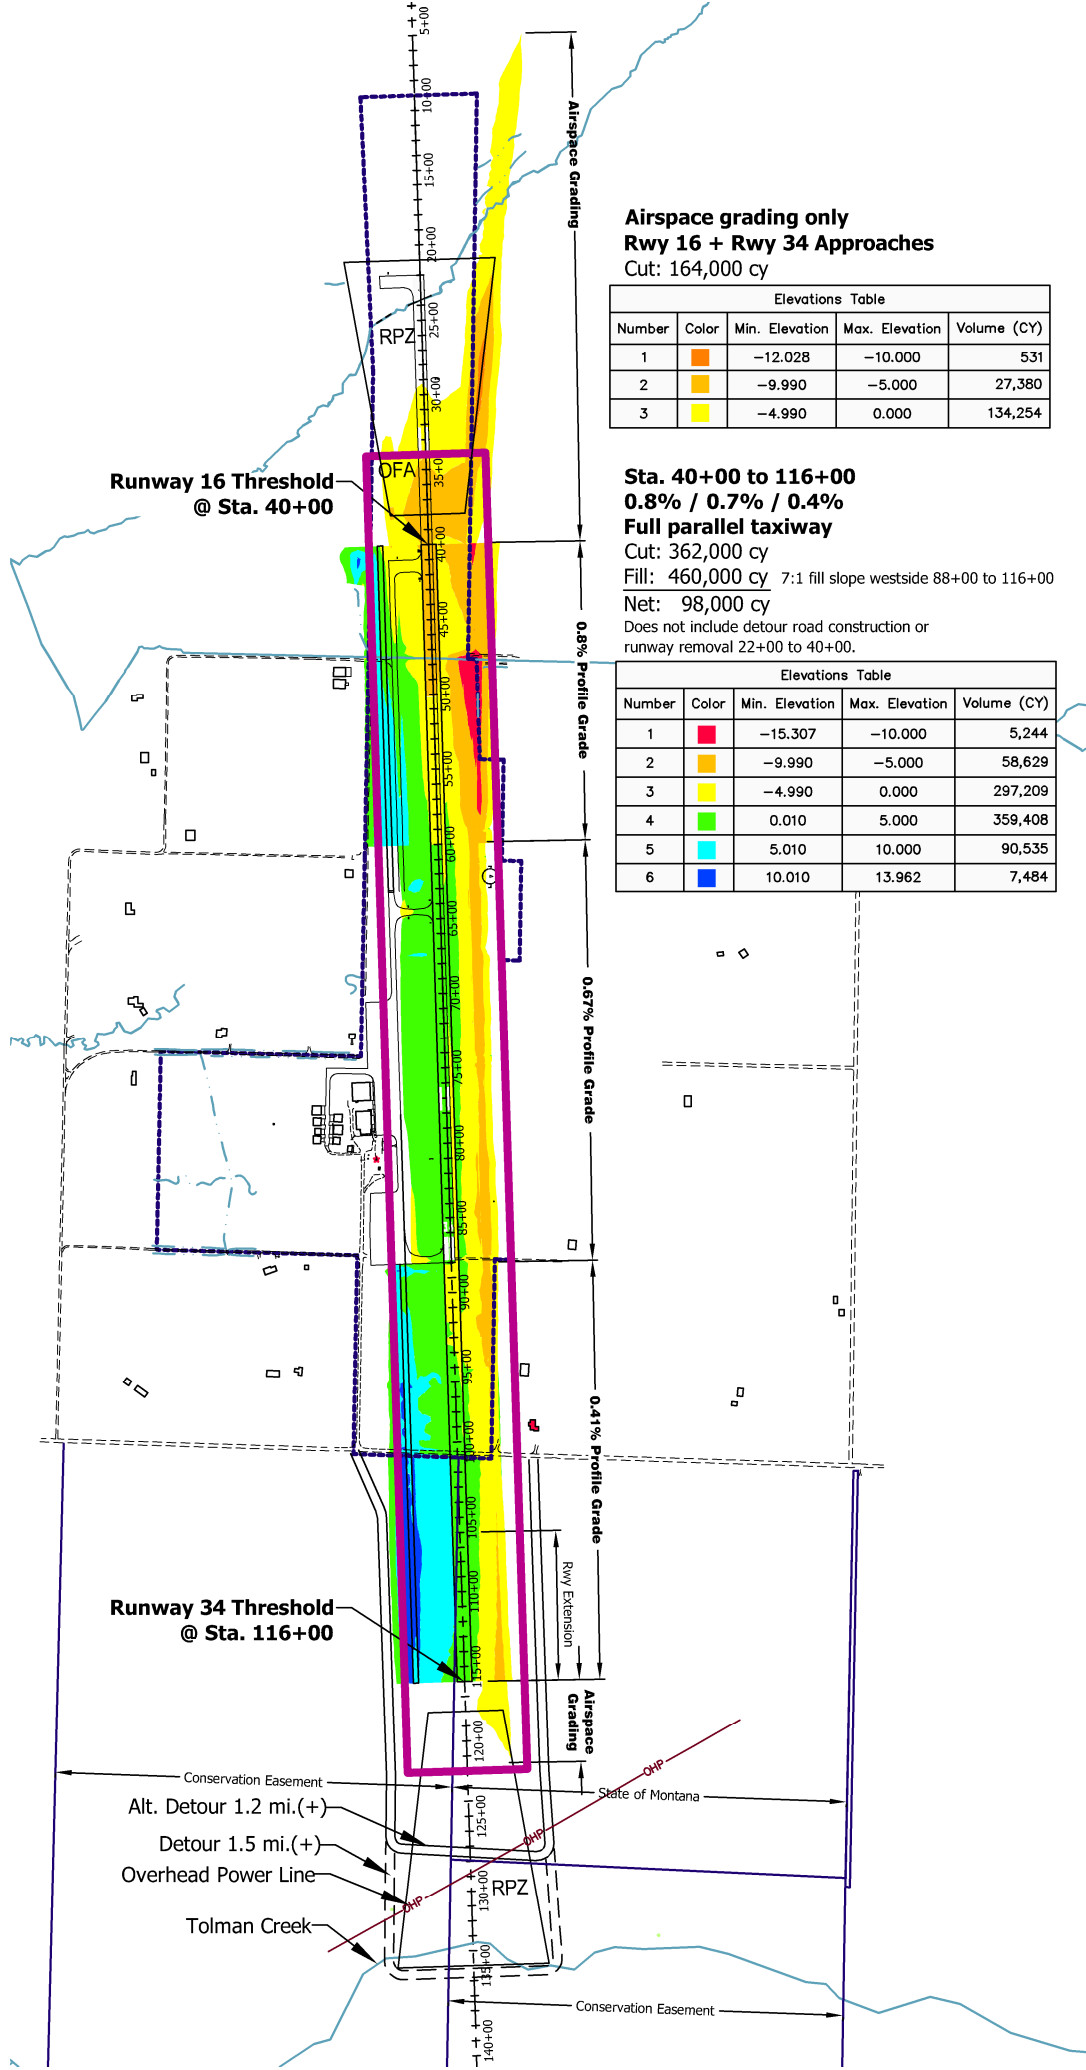 5+00
10+00
15+00
20+00
25+00
30+00
35+0
40+00
45+00
50+00
55+00
60+00
65+00
70+00
75+00
80+00
85+00
90+00
95+00
00+00
105+00
110+00
115+00
120+00
125+00
130+00
135+00
140+00
Airspace Grading
Airspace grading only
Rwy 16 + Rwy 34 Approaches
Cut: 164,000 cy
Elevations Table
Number Color Min. Elevation Max. Elevation Volume (CY)
1 −12.028 −10.000 531
2 −9.990 −5.000 27,380
3 −4.990 0.000 134,254
RPZ
OFA
Runway 16 Threshold
@ Sta. 40+00
Sta. 40+00 to 116+00
0.8% / 0.7% / 0.4%
Full parallel taxiway
Cut: 362,000 cy
Fill: 460,000 cy 7:1 fill slope westside 88+00 to 116+00
Net: 98,000 cy
Does not include detour road construction or
runway removal 22+00 to 40+00.
Elevations Table
Number Color Min. Elevation Max. Elevation Volume (CY)
1 −15.307 −10.000 5,244
2 −9.990 −5.000 58,629
3 −4.990 0.000 297,209
4 0.010 5.000 359,408
5 5.010 10.000 90,535
6 10.010 13.962 7,484
0.8% Profile Grade
0.67% Profile Grade
0.41% Profile Grade
Rwy Extension
Runway 34 Threshold
@ Sta. 116+00
Airspace
Grading
OHP
Conservation Easement
State of Montana
Alt. Detour 1.2 mi.(+)
OHP
Detour 1.5 mi.(+)
Overhead Power Line
RPZ
OHP
Tolman Creek
Conservation Easement